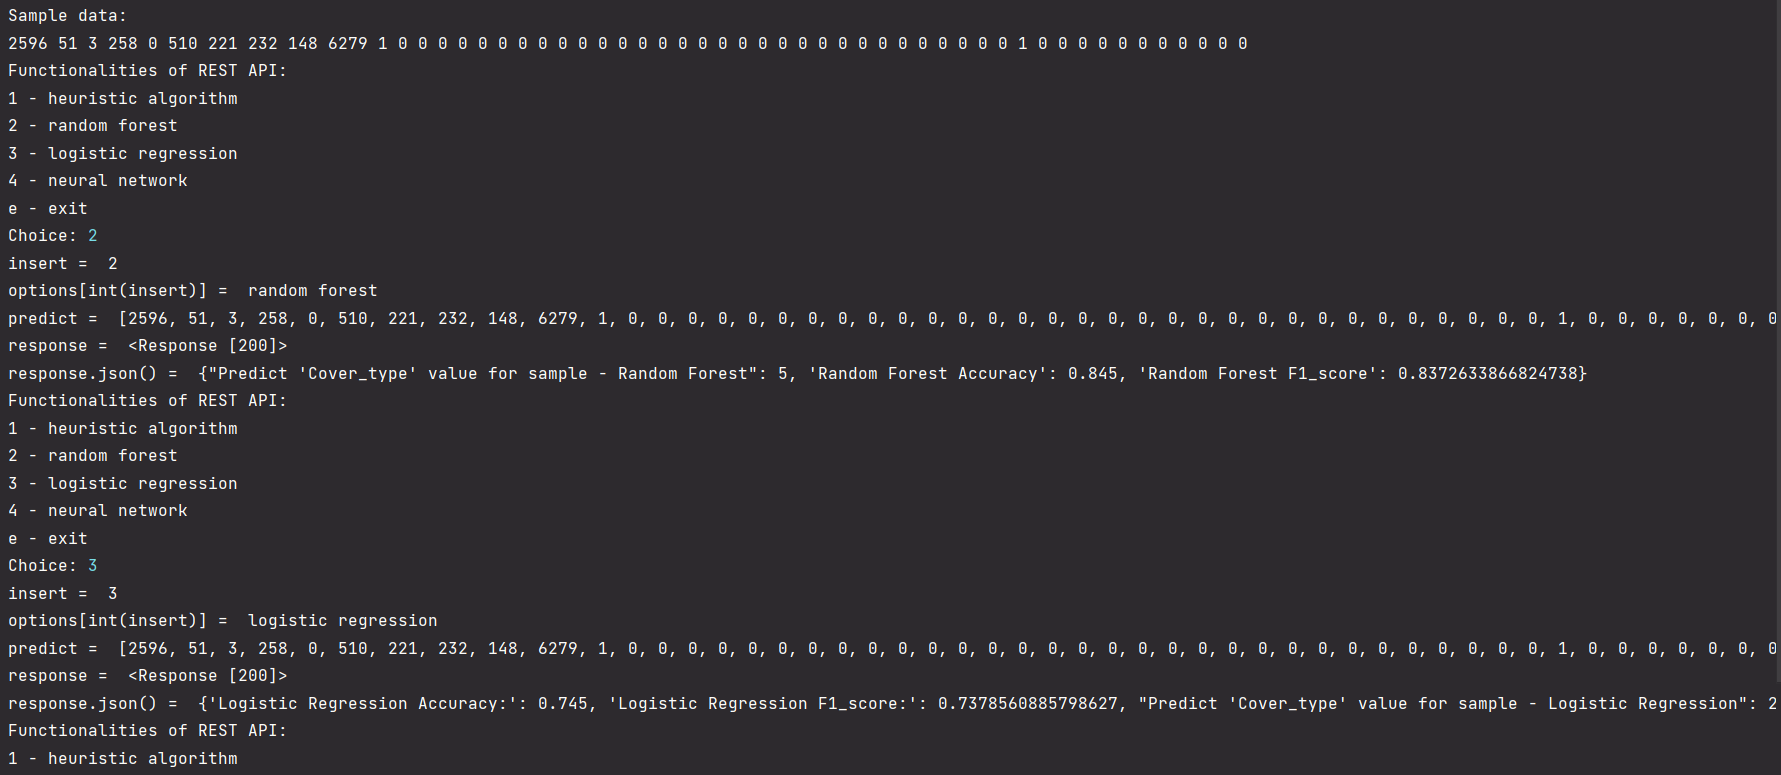 Sample data:
2596 51 3 258 0 510 221 232 148 6279 1 0 0 0 0 0 0 0 0 0 0 0 0 0 0 0 0 0 0 0 0 0 0 0 0 0 0 0 0 0 0 0 1 0 0 0 0 0 0 0 0 0 0 0
Functionalities of REST API:
1 - heuristic algorithm
2 - random forest
3 - logistic regression
4 - neural network
e - exit
Choice: 2
insert =  2
options[int(insert)] =  random forest
predict =  [2596, 51, 3, 258, 0, 510, 221, 232, 148, 6279, 1, 0, 0, 0, 0, 0, 0, 0, 0, 0, 0, 0, 0, 0, 0, 0, 0, 0, 0, 0, 0, 0, 0, 0, 0, 0, 0, 0, 0, 0, 0, 0, 1, 0, 0, 0, 0, 0, 0, 0
response =  <Response [200]>
response.json() =  {"Predict 'Cover_type' value for sample - Random Forest": 5, 'Random Forest Accuracy': 0.845, 'Random Forest F1_score': 0.8372633866824738}
Functionalities of REST API:
1 - heuristic algorithm
2 - random forest
3 - logistic regression
4 - neural network
e - exit
Choice: 3
insert =  3
options[int(insert)] =  logistic regression
predict =  [2596, 51, 3, 258, 0, 510, 221, 232, 148, 6279, 1, 0, 0, 0, 0, 0, 0, 0, 0, 0, 0, 0, 0, 0, 0, 0, 0, 0, 0, 0, 0, 0, 0, 0, 0, 0, 0, 0, 0, 0, 0, 0, 1, 0, 0, 0, 0, 0, 0, 0
response =  <Response [200]>
response.json() =  {'Logistic Regression Accuracy:': 0.745, 'Logistic Regression F1_score:': 0.7378560885798627, "Predict 'Cover_type' value for sample - Logistic Regression": 2
Functionalities of REST API:
1 - heuristic algorithm